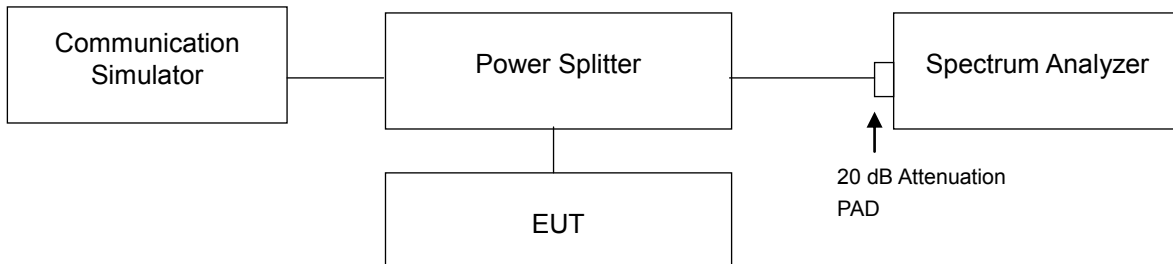 Communication
Simulator
Power Splitter
Spectrum Analyzer
20 dB Attenuation
PAD
EUT